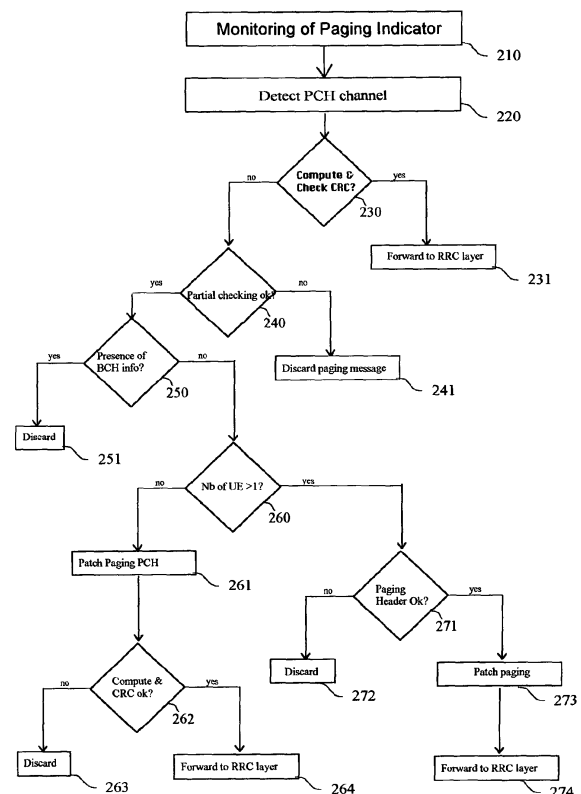 Monitoring of Paging Indicator
210
Detect PCH channel
220
Compute &
Check CRC?
230
no
yes
Forward to RRC layer
231
Partial checking ok?
240
yes
no
Discard paging message
241
Presence of
BCH info?
250
yes
no
Discard
251
Nb of UE >1?
260
no
yes
Patch Paging PCH
261
Paging
Header Ok?
271
no
yes
Discard
272
Patch paging
273
Compute &
CRC ok?
262
no
yes
Discard
263
Forward to RRC layer
264
Forward to RRC layer
274